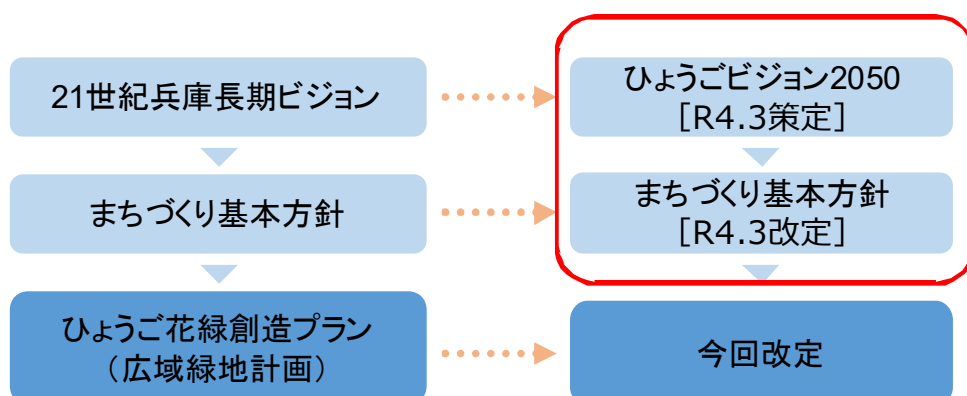 21世紀兵庫長期ビジョン
ひょうごビジョン2050
[R4.3策定]
まちづくり基本方針
まちづくり基本方針
[R4.3改定]
ひょうご花緑創造プラン
（広域緑地計画）
今回改定